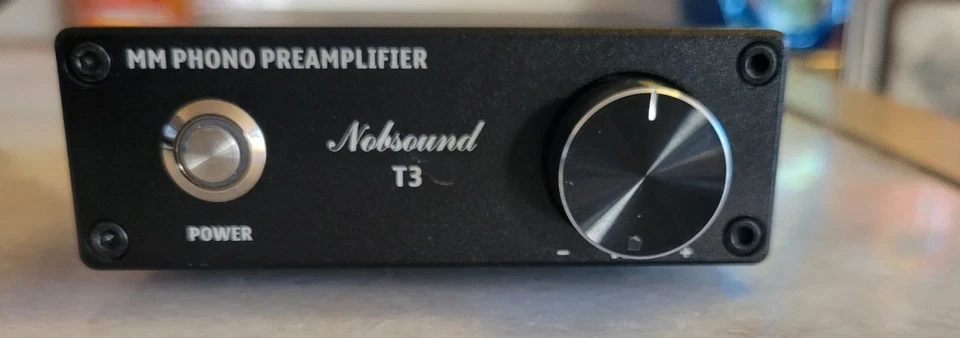 MM PHONO PREAMPLIFIER
Nobsound
T3
POWER
- +